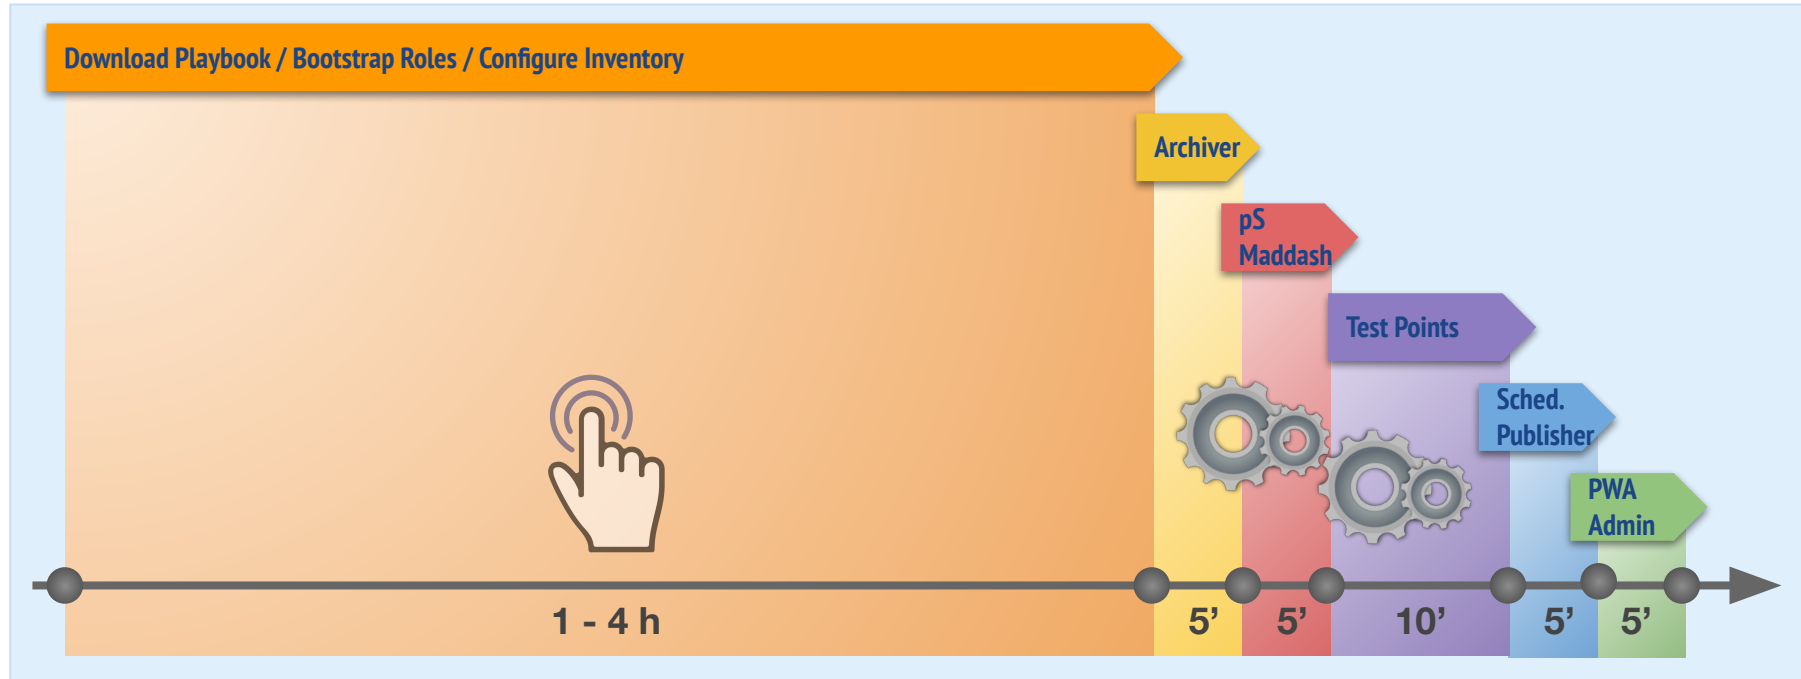 Download Playbook / Bootstrap Roles / Configure Inventory
Archiver
pS
Maddash
Test Points
Sched.
Publisher
PWA
Admin
1 - 4 h
5’
5’
10’
5’
5’